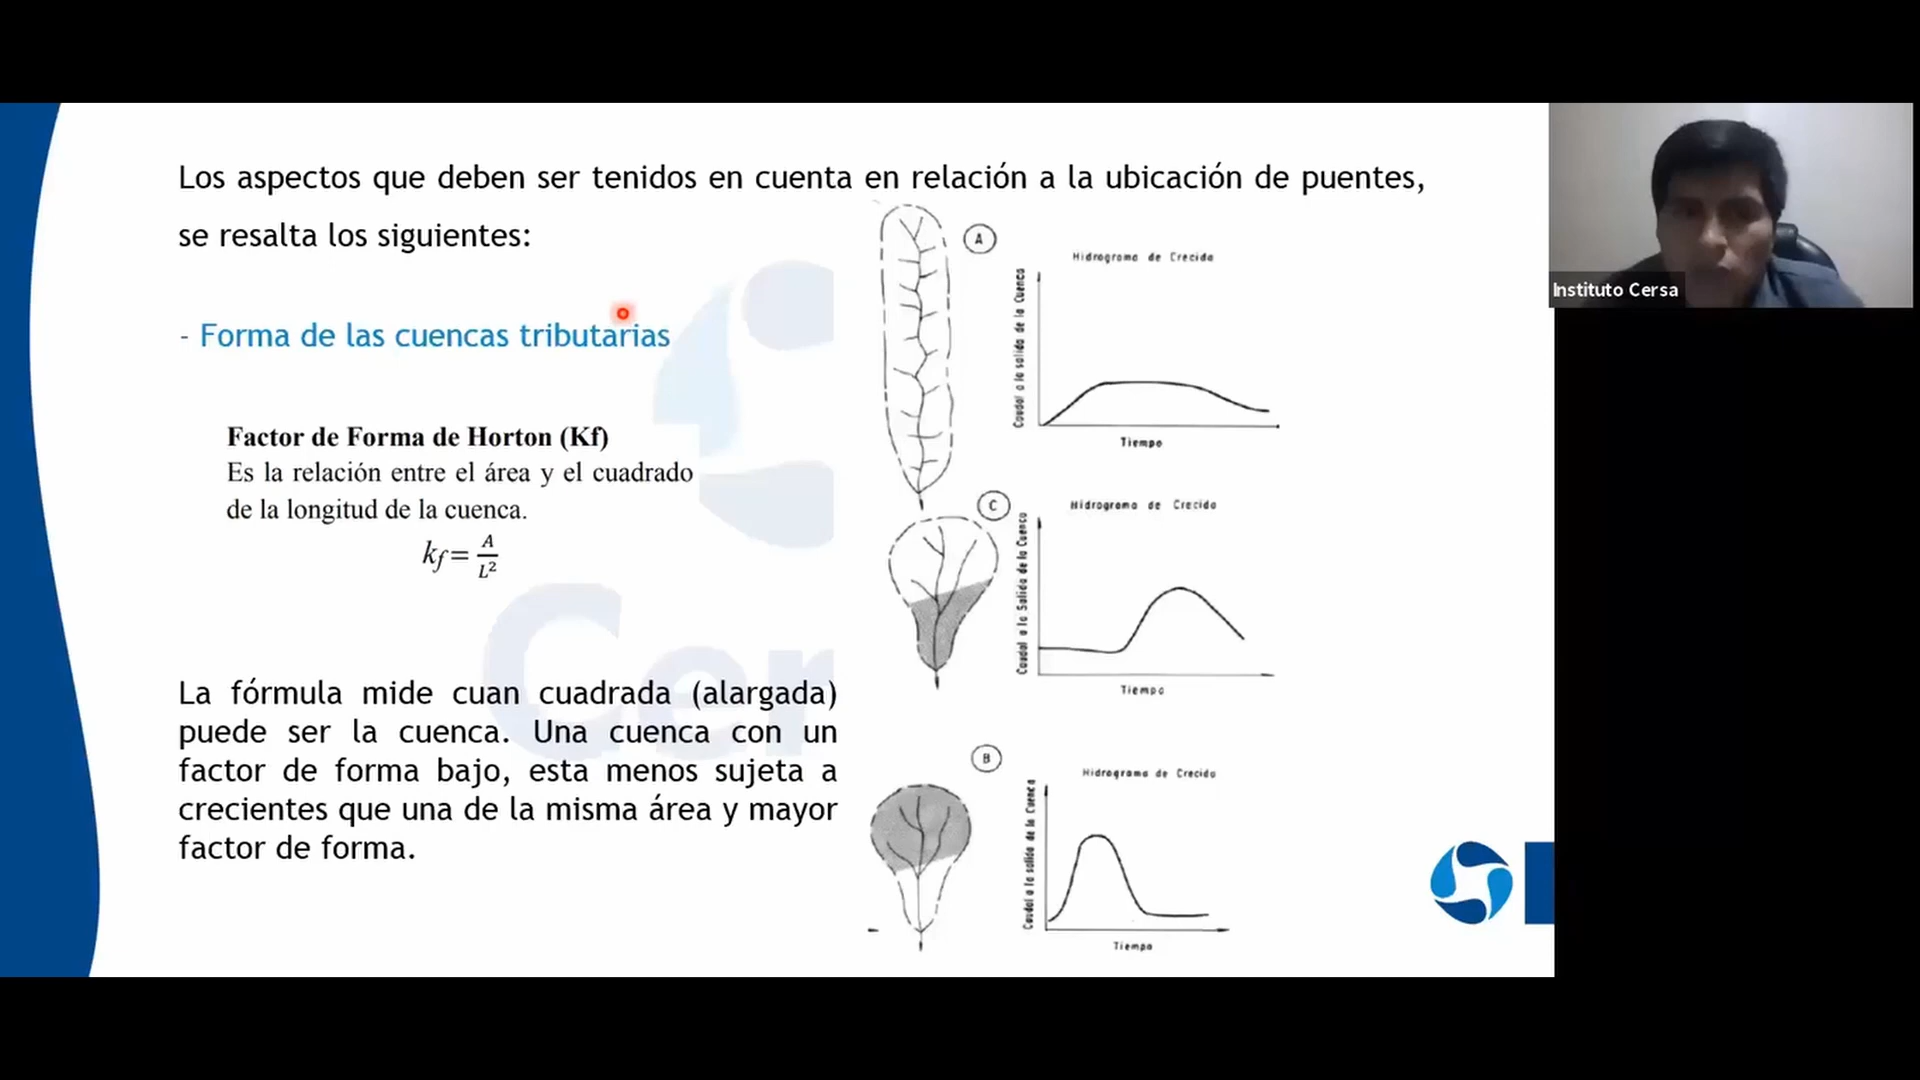 Los aspectos que deben ser tenidos en cuenta en relación a la ubicación de puentes,
se resalta los siguientes:
- Forma de las cuencas tributarias
Factor de Forma de Horton (Kf)
Es la relación entre el área y el cuadrado
de la longitud de la cuenca.
kf = A / L²
La fórmula mide cuan cuadrada (alargada)
puede ser la cuenca. Una cuenca con un
factor de forma bajo, esta menos sujeta a
crecientes que una de la misma área y mayor
factor de forma.
A
Hidrograma de Crecida
Caudal a la salida de la Cuenca
Tiempo
C
Hidrograma de Crecida
Caudal a la Salida de la Cuenca
Tiempo
B
Hidrograma de Crecida
Caudal a la salida de la Cuenca
Tiempo
Cer
Instituto Cersa